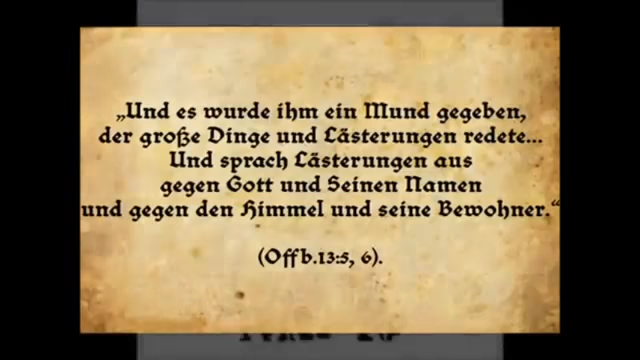 „Und es wurde ihm ein Mund gegeben,
der große Dinge und Lästerungen redete...
Und sprach Lästerungen aus
gegen Gott und Seinen Namen
und gegen den Himmel und seine Bewohner.“
(Offb.13:5, 6).